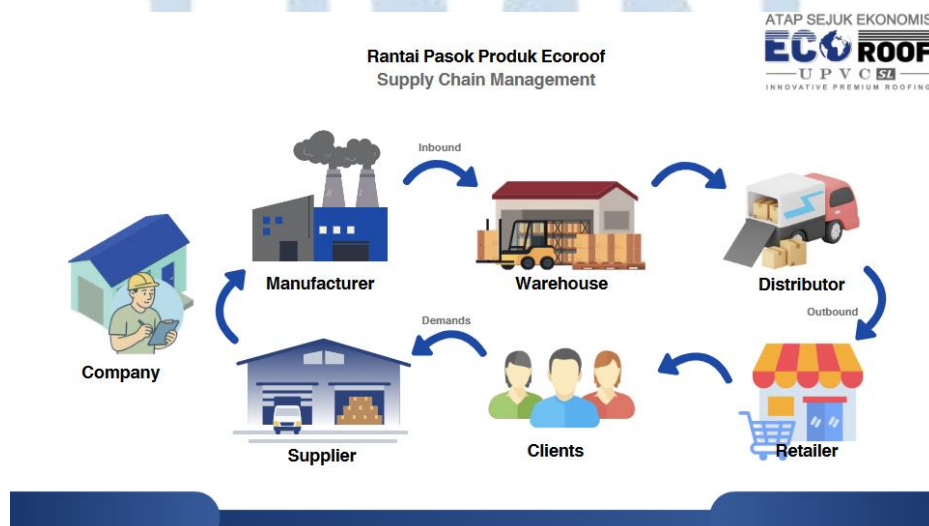 ATAP SEJUK EKONOMIS
ECO ROOF
UPVC SL
INNOVATIVE PREMIUM ROOFING
Rantai Pasok Produk Ecoroof
Supply Chain Management
Inbound
Manufacturer
Warehouse
Distributor
Outbound
Demands
Company
Supplier
Clients
Retailer